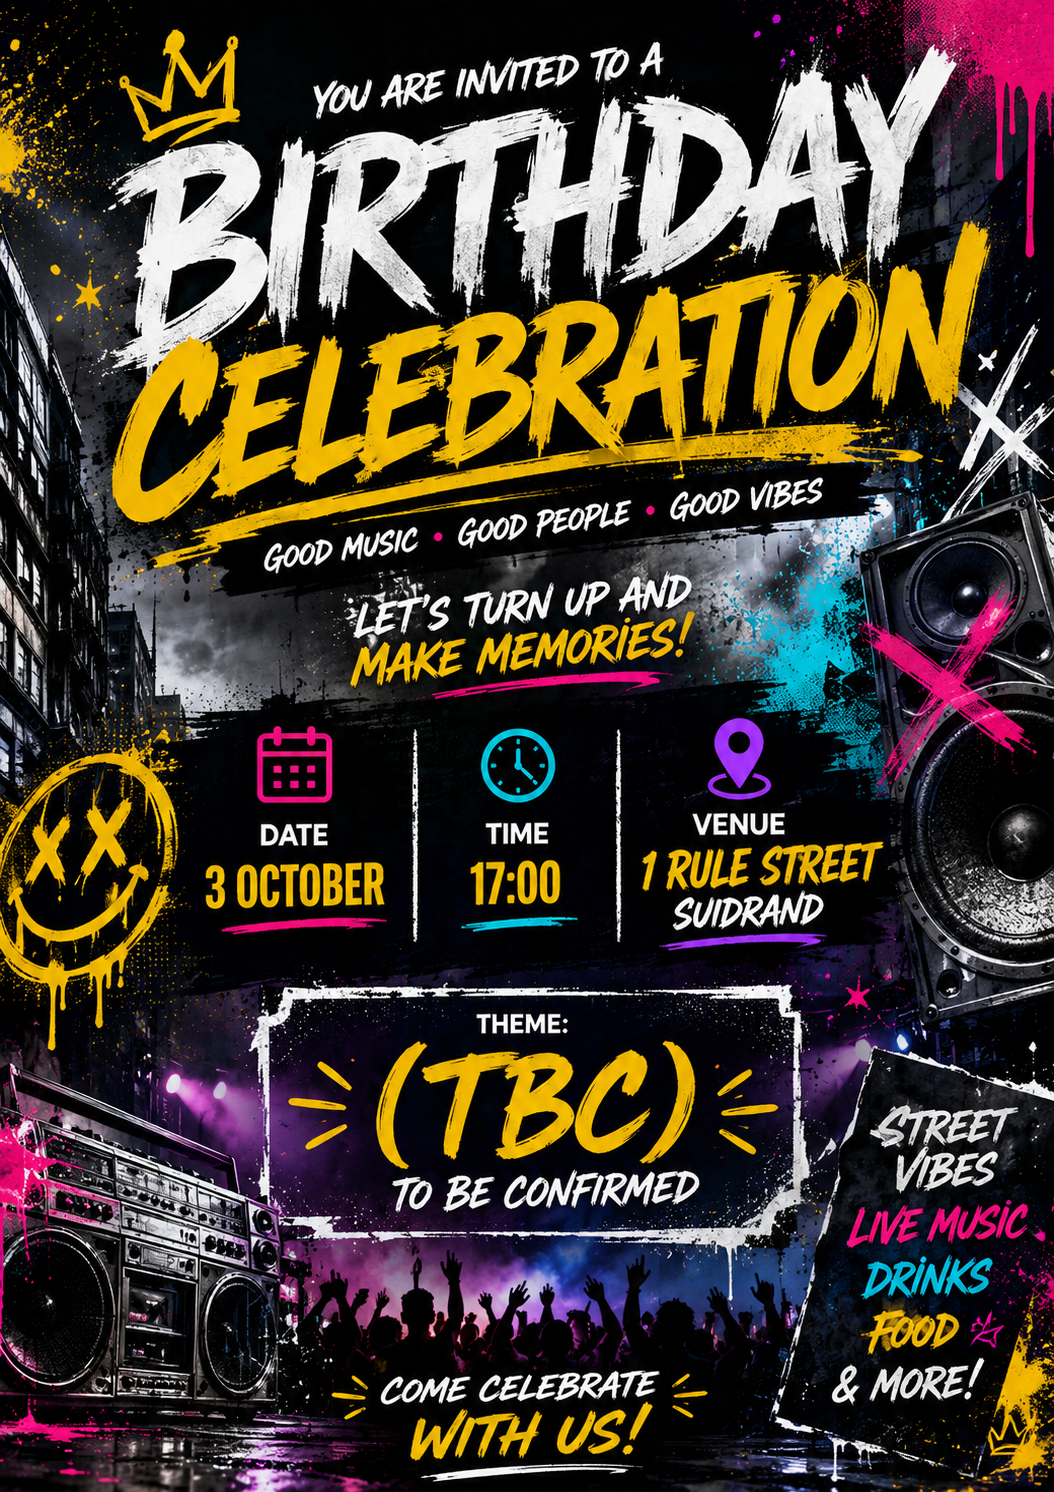 YOU ARE INVITED TO A
BIRTHDAY
CELEBRATION
GOOD MUSIC • GOOD PEOPLE • GOOD VIBES
LET'S TURN UP AND
MAKE MEMORIES!
DATE
3 OCTOBER
TIME
17:00
VENUE
1 RULE STREET
SUIDRAND
THEME:
(TBC)
TO BE CONFIRMED
STREET
VIBES
LIVE MUSIC
DRINKS
FOOD
& MORE!
COME CELEBRATE
WITH US!